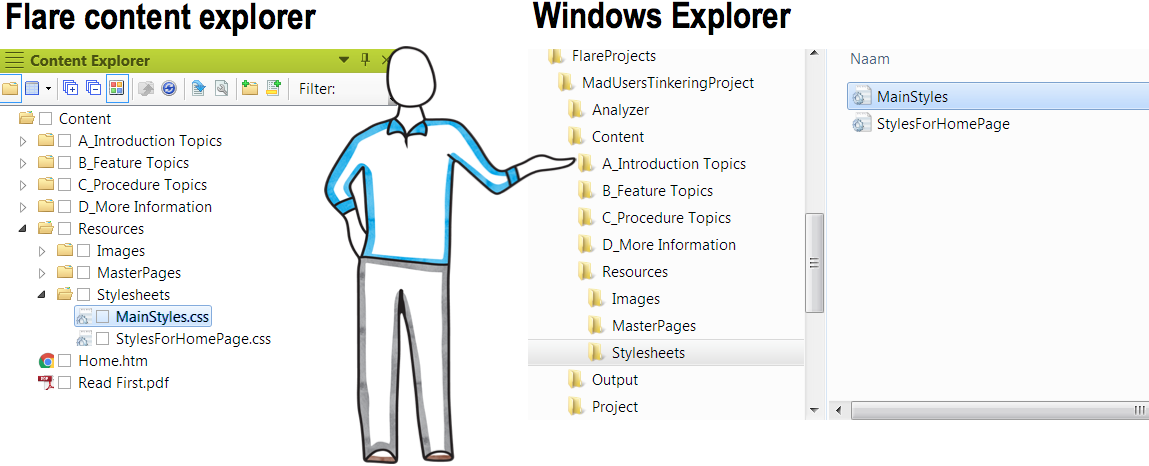 Flare content explorer
Content Explorer
Filter:
Content
A_Introduction Topics
B_Feature Topics
C_Procedure Topics
D_More Information
Resources
Images
MasterPages
Stylesheets
MainStyles.css
StylesForHomePage.css
Home.htm
Read First.pdf
Windows Explorer
FlareProjects
MadUsersTinkeringProject
Analyzer
Content
A_Introduction Topics
B_Feature Topics
C_Procedure Topics
D_More Information
Resources
Images
MasterPages
Stylesheets
Output
Project
Naam
MainStyles
StylesForHomePage